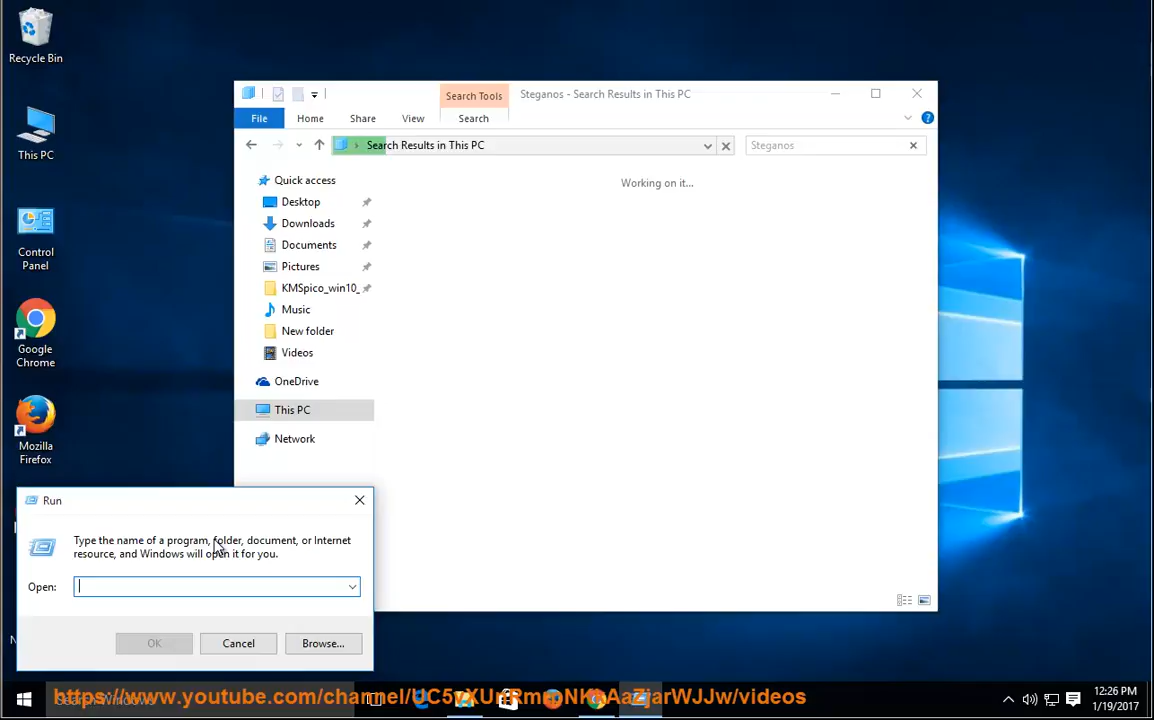 Recycle Bin
This PC
Control
Panel
Google
Chrome
Mozilla
Firefox
Search Tools
Steganos - Search Results in This PC
File
Home
Share
View
Search
Search Results in This PC
Steganos
Working on it...
Quick access
Desktop
Downloads
Documents
Pictures
KMSpico_win10_
Music
New folder
Videos
OneDrive
This PC
Network
Run
Type the name of a program, folder, document, or Internet
resource, and Windows will open it for you.
Open:
OK
Cancel
Browse...
Search Windows
12:26 PM
1/19/2017